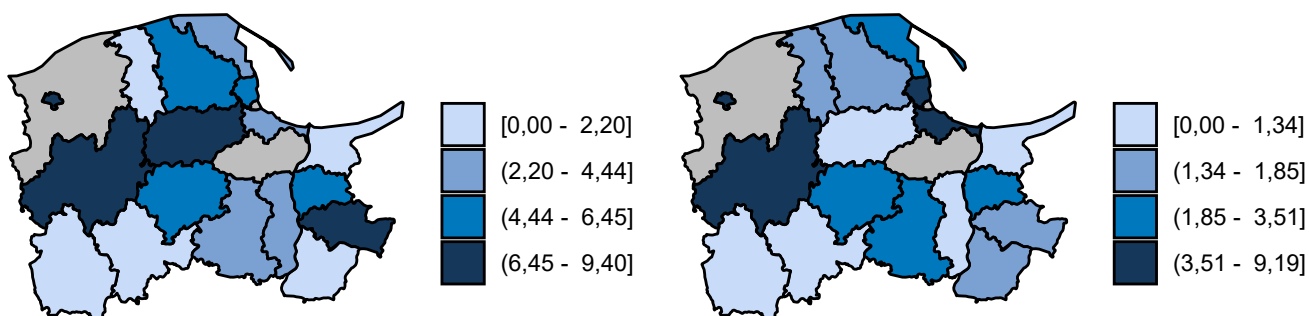 [0,00 - 2,20]
(2,20 - 4,44]
(4,44 - 6,45]
(6,45 - 9,40]
[0,00 - 1,34]
(1,34 - 1,85]
(1,85 - 3,51]
(3,51 - 9,19]